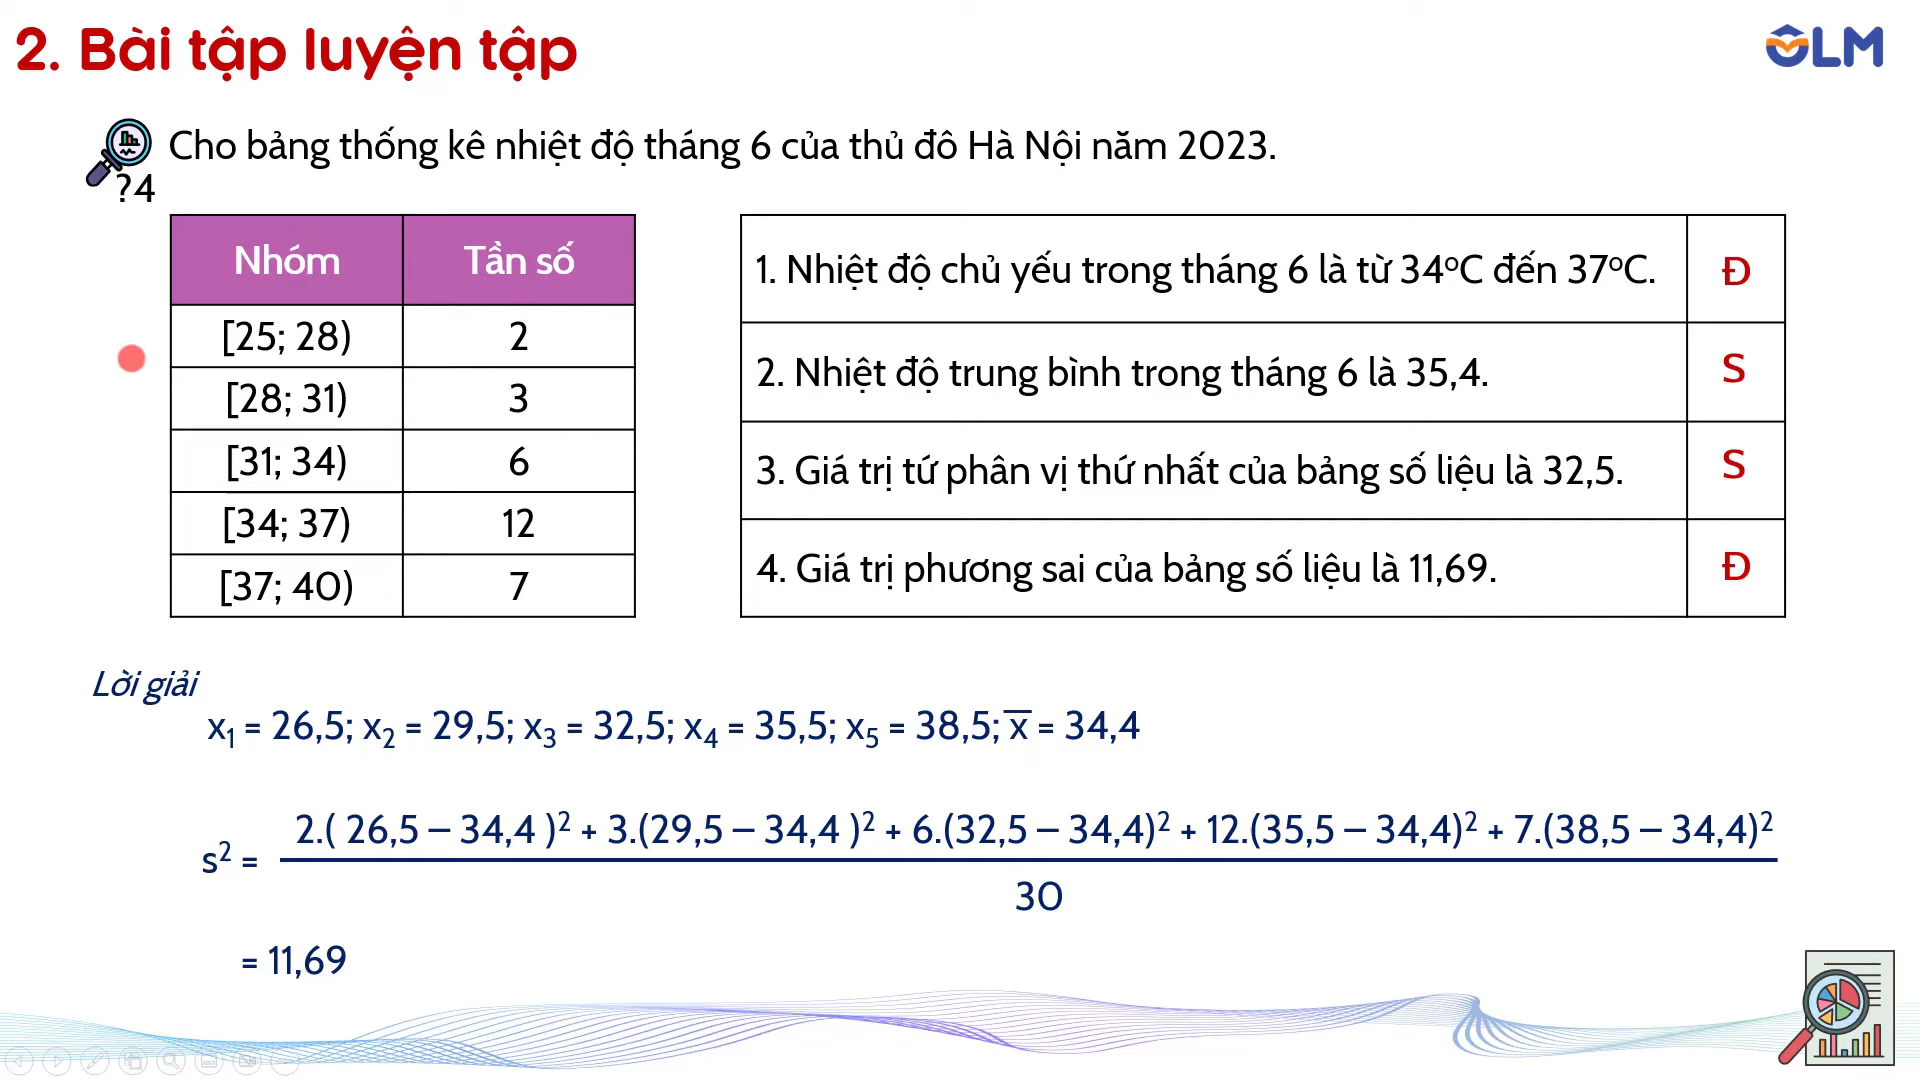 2. Bài tập luyện tập
OLM
Cho bảng thống kê nhiệt độ tháng 6 của thủ đô Hà Nội năm 2023.
?4
Nhóm Tần số
[25; 28) 2
[28; 31) 3
[31; 34) 6
[34; 37) 12
[37; 40) 7
1. Nhiệt độ chủ yếu trong tháng 6 là từ 34ºC đến 37ºC. Đ
2. Nhiệt độ trung bình trong tháng 6 là 35,4. S
3. Giá trị tứ phân vị thứ nhất của bảng số liệu là 32,5. S
4. Giá trị phương sai của bảng số liệu là 11,69. Đ
Lời giải
x₁ = 26,5; x₂ = 29,5; x₃ = 32,5; x₄ = 35,5; x₅ = 38,5; x̅ = 34,4
2.( 26,5 – 34,4 )² + 3.(29,5 – 34,4 )² + 6.(32,5 – 34,4)² + 12.(35,5 – 34,4)² + 7.(38,5 – 34,4)²
s² =
30
= 11,69